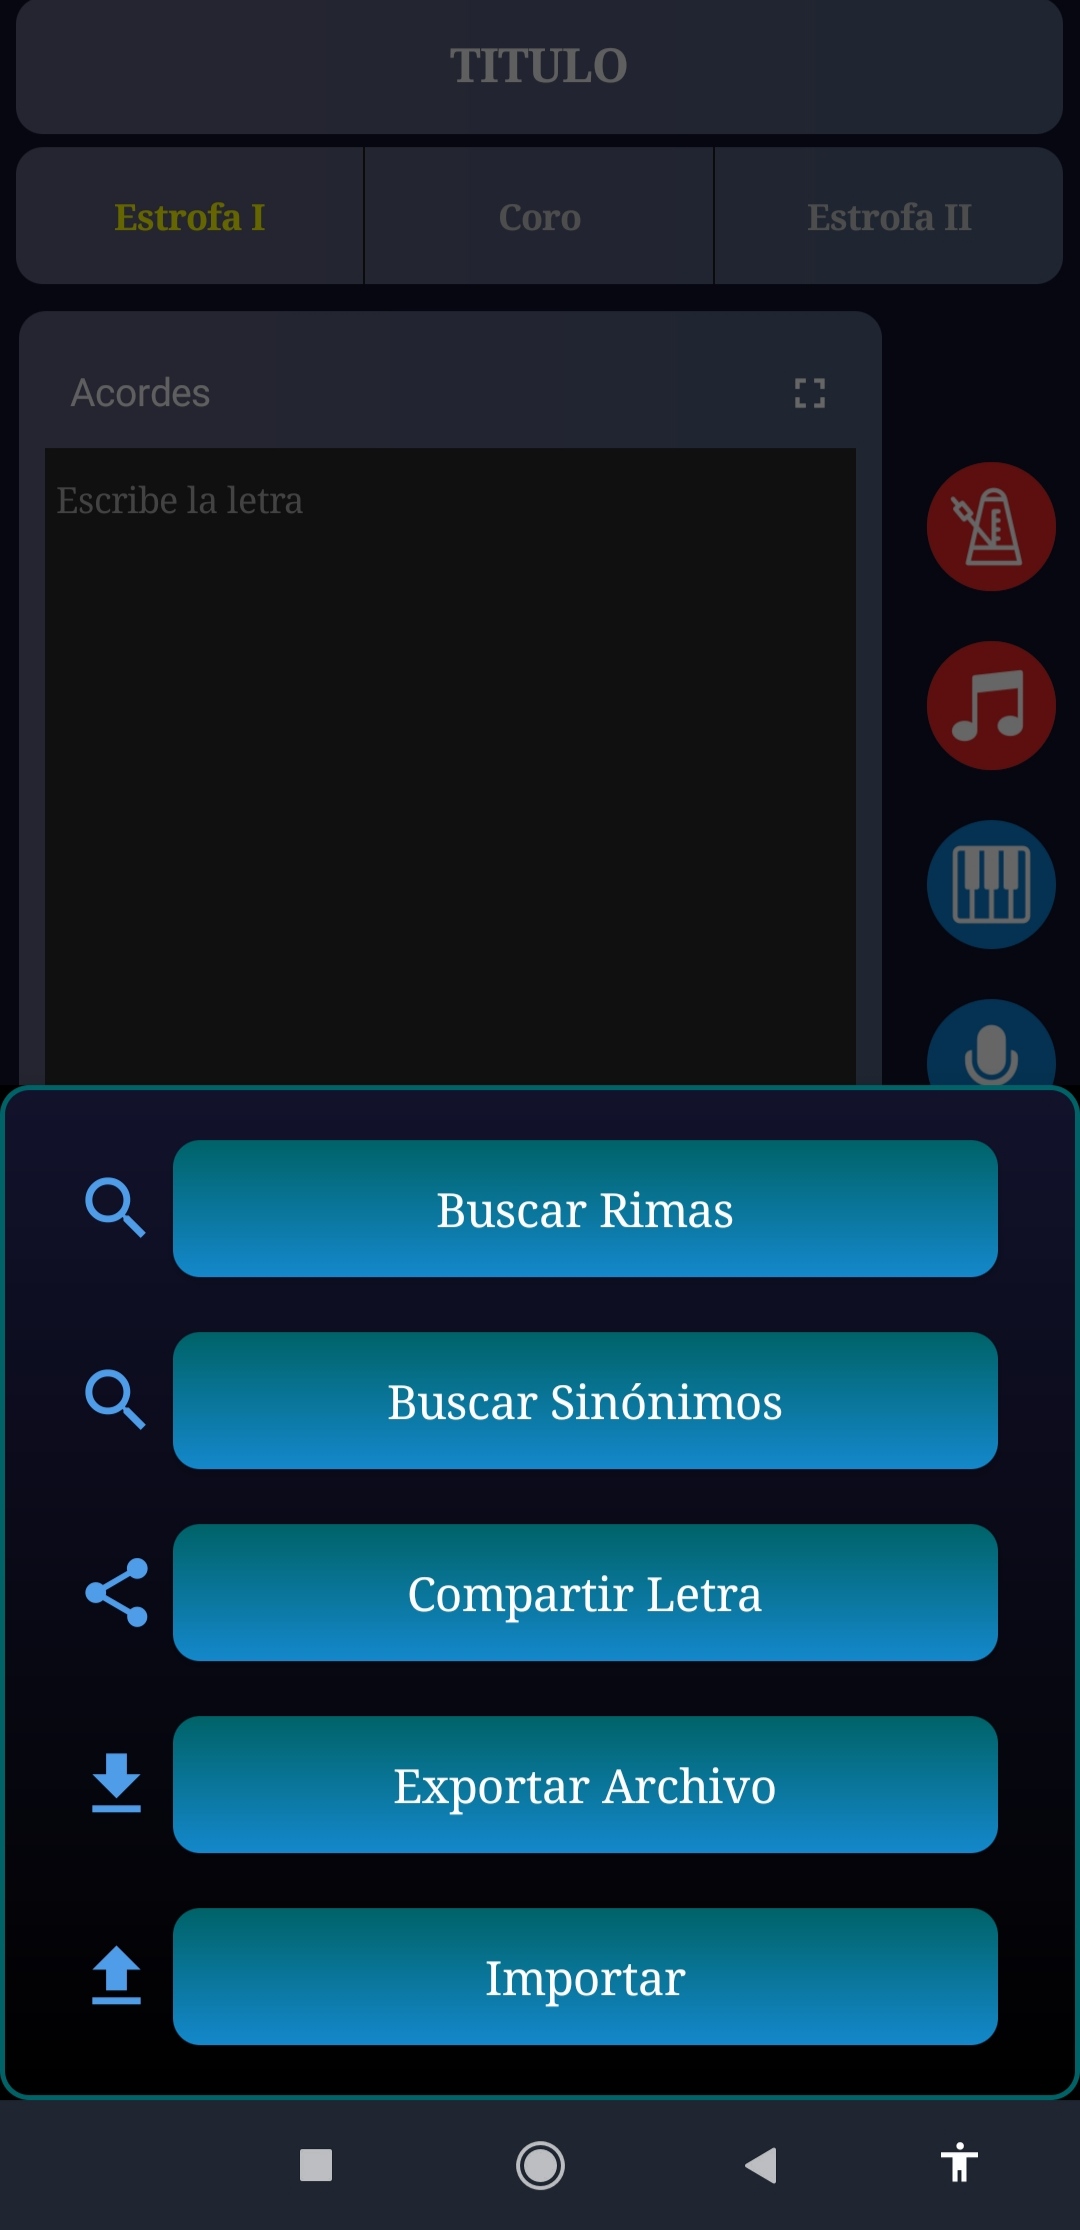 TITULO
Estrofa I
Coro
Estrofa II
Acordes
Escribe la letra
Buscar Rimas
Buscar Sinónimos
Compartir Letra
Exportar Archivo
Importar